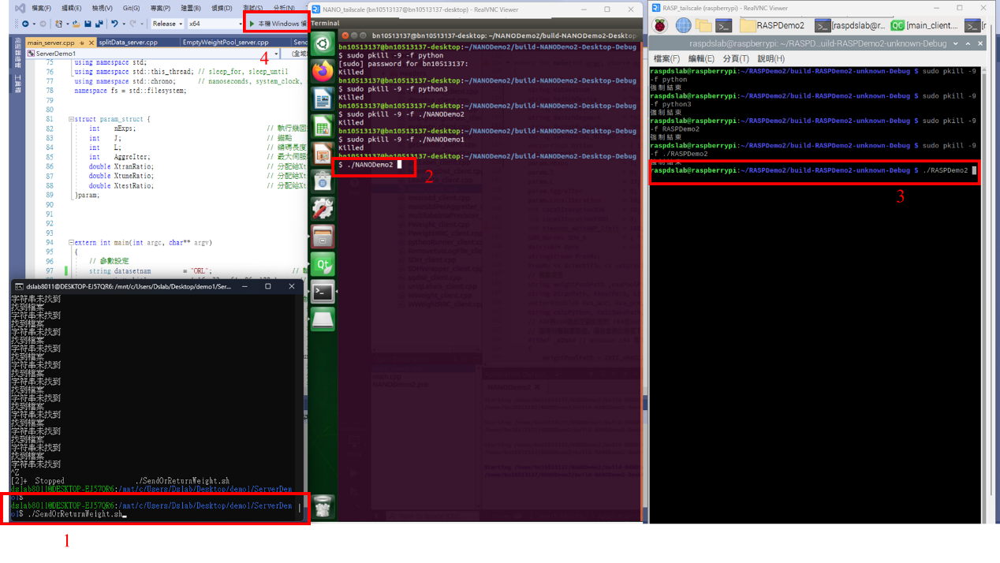 檔案(F) 編輯(E) 檢視(V) Git(G) 專案(P) 建置(B) 偵錯(D) 測試(S) 分析(N)
Release x64 本機 Windows 偵
main_server.cpp splitData_server.cpp EmptyWeightPool_server.cpp Send
ServerDemo1 (全域
4
75 using namespace std;
76 using namespace std::this_thread; // sleep_for, sleep_until
77 using namespace std::chrono; // nanoseconds, system_clock,
78 namespace fs = std::filesystem;
79
80
81 struct param_struct {
82 int nExps; // 執行幾回
83 int J; // 錨點
84 int L; // 編碼長度
85 int AggroIter; // 最大伺服
86 double XtranRatio; // 分配給Xt
87 double XtuneRatio; // 分配給Xt
88 double XtestRatio; // 分配給Xt
89 }param;
90
91
92
93
94 extern int main(int argc, char** argv)
95 {
96 // 參數設定
97 string datasetnam = "ORL";
dslab8011@DESKTOP-EJ57QR6: /mnt/c/Users/Dslab/Desktop/demo1/Ser...
字符串未找到
找到檔案
字符串未找到
找到檔案
字符串未找到
找到檔案
字符串未找到
找到檔案
字符串未找到
找到檔案
字符串未找到
找到檔案
字符串未找到
找到檔案
字符串未找到
找到檔案
字符串未找到
找到檔案
字符串未找到
找到檔案
字符串未找到
^Z
[2]+ Stopped ./SendOrReturnWeight.sh
dslab8011@DESKTOP-EJ57QR6:/mnt/c/Users/Dslab/Desktop/demo1/ServerDem
o1$
dslab8011@DESKTOP-EJ57QR6:/mnt/c/Users/Dslab/Desktop/demo1/ServerDem
o1$ ./SendOrReturnWeight.sh
1
NANO_tailscale (bn10513137@bn10513137-desktop) - RealVNC Viewer
Terminal
bn10513137@bn10513137-desktop: ~/NANODemo2/build-NANODemo2-Desktop
bn10513137@bn10513137-desktop:~/NANODemo2/build-NANODemo2-Desktop-Debug
$ sudo pkill -9 -f python
[sudo] password for bn10513137:
Killed
bn10513137@bn10513137-desktop:~/NANODemo2/build-NANODemo2-Desktop-Debug
$ sudo pkill -9 -f python3
Killed
bn10513137@bn10513137-desktop:~/NANODemo2/build-NANODemo2-Desktop-Debug
$ sudo pkill -9 -f ./NANODemo2
Killed
bn10513137@bn10513137-desktop:~/NANODemo2/build-NANODemo2-Desktop-Debug
$ sudo pkill -9 -f ./NANODemo1
Killed
bn10513137@bn10513137-desktop:~/NANODemo2/build-NANODemo2-Desktop-Debug
$ ./NANODemo2
2
RASP_tailscale (raspberrypi) - RealVNC Viewer
RASPDemo2 [raspdslab@r... [main_client....
raspdslab@raspberrypi: ~/RASPD...uild-RASPDemo2-unknown-Debug
檔案(F) 編輯(E) 分頁(T) 說明(H)
raspdslab@raspberrypi:~/RASPDemo2/build-RASPDemo2-unknown-Debug $ sudo pkill -9
-f python
強制結束
raspdslab@raspberrypi:~/RASPDemo2/build-RASPDemo2-unknown-Debug $ sudo pkill -9
-f python3
強制結束
raspdslab@raspberrypi:~/RASPDemo2/build-RASPDemo2-unknown-Debug $ sudo pkill -9
-f RASPDemo2
強制結束
raspdslab@raspberrypi:~/RASPDemo2/build-RASPDemo2-unknown-Debug $ sudo pkill -9
-f ./RASPDemo2
強制結束
raspdslab@raspberrypi:~/RASPDemo2/build-RASPDemo2-unknown-Debug $ ./RASPDemo2
3